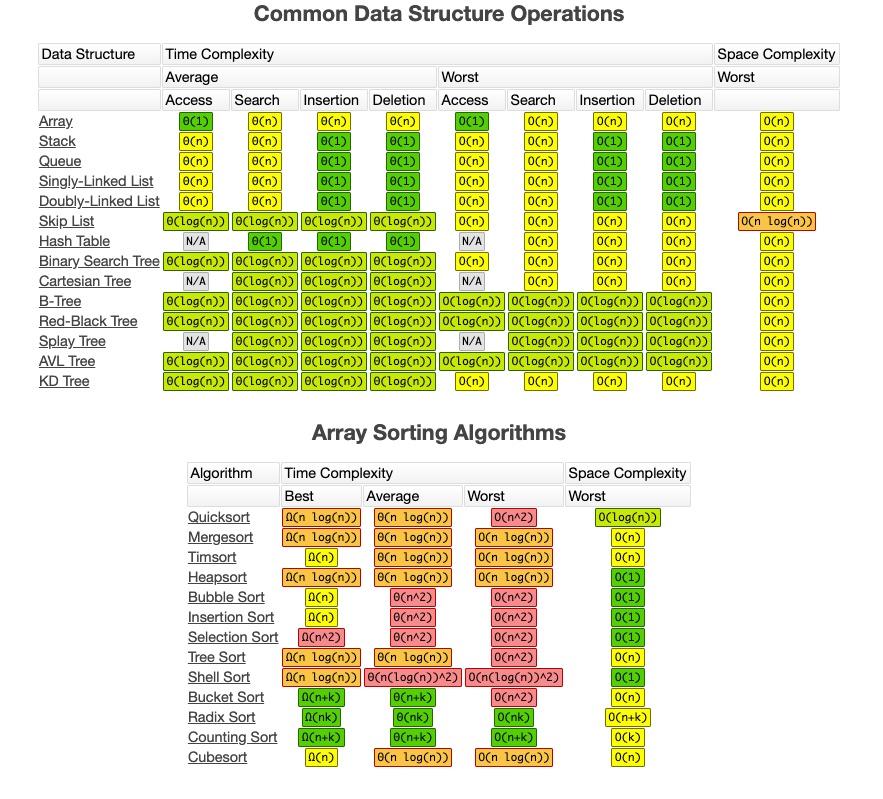 Common Data Structure Operations
Data Structure Time Complexity Space Complexity
Average Worst Worst
Access Search Insertion Deletion Access Search Insertion Deletion
Array Θ(1) Θ(n) Θ(n) Θ(n) O(1) O(n) O(n) O(n) O(n)
Stack Θ(n) Θ(n) Θ(1) Θ(1) O(n) O(n) O(1) O(1) O(n)
Queue Θ(n) Θ(n) Θ(1) Θ(1) O(n) O(n) O(1) O(1) O(n)
Singly-Linked List Θ(n) Θ(n) Θ(1) Θ(1) O(n) O(n) O(1) O(1) O(n)
Doubly-Linked List Θ(n) Θ(n) Θ(1) Θ(1) O(n) O(n) O(1) O(1) O(n)
Skip List Θ(log(n)) Θ(log(n)) Θ(log(n)) Θ(log(n)) O(n) O(n) O(n) O(n) O(n log(n))
Hash Table N/A Θ(1) Θ(1) Θ(1) N/A O(n) O(n) O(n) O(n)
Binary Search Tree Θ(log(n)) Θ(log(n)) Θ(log(n)) Θ(log(n)) O(n) O(n) O(n) O(n) O(n)
Cartesian Tree N/A Θ(log(n)) Θ(log(n)) Θ(log(n)) N/A O(n) O(n) O(n) O(n)
B-Tree Θ(log(n)) Θ(log(n)) Θ(log(n)) Θ(log(n)) O(log(n)) O(log(n)) O(log(n)) O(log(n)) O(n)
Red-Black Tree Θ(log(n)) Θ(log(n)) Θ(log(n)) Θ(log(n)) O(log(n)) O(log(n)) O(log(n)) O(log(n)) O(n)
Splay Tree N/A Θ(log(n)) Θ(log(n)) Θ(log(n)) N/A O(log(n)) O(log(n)) O(log(n)) O(n)
AVL Tree Θ(log(n)) Θ(log(n)) Θ(log(n)) Θ(log(n)) O(log(n)) O(log(n)) O(log(n)) O(log(n)) O(n)
KD Tree Θ(log(n)) Θ(log(n)) Θ(log(n)) Θ(log(n)) O(n) O(n) O(n) O(n) O(n)
Array Sorting Algorithms
Algorithm Time Complexity Space Complexity
Best Average Worst Worst
Quicksort Ω(n log(n)) Θ(n log(n)) O(n^2) O(log(n))
Mergesort Ω(n log(n)) Θ(n log(n)) O(n log(n)) O(n)
Timsort Ω(n) Θ(n log(n)) O(n log(n)) O(n)
Heapsort Ω(n log(n)) Θ(n log(n)) O(n log(n)) O(1)
Bubble Sort Ω(n) Θ(n^2) O(n^2) O(1)
Insertion Sort Ω(n) Θ(n^2) O(n^2) O(1)
Selection Sort Ω(n^2) Θ(n^2) O(n^2) O(1)
Tree Sort Ω(n log(n)) Θ(n log(n)) O(n^2) O(n)
Shell Sort Ω(n log(n)) Θ(n(log(n))^2) O(n(log(n))^2) O(1)
Bucket Sort Ω(n+k) Θ(n+k) O(n^2) O(n)
Radix Sort Ω(nk) Θ(nk) O(nk) O(n+k)
Counting Sort Ω(n+k) Θ(n+k) O(n+k) O(k)
Cubesort Ω(n) Θ(n log(n)) O(n log(n)) O(n)